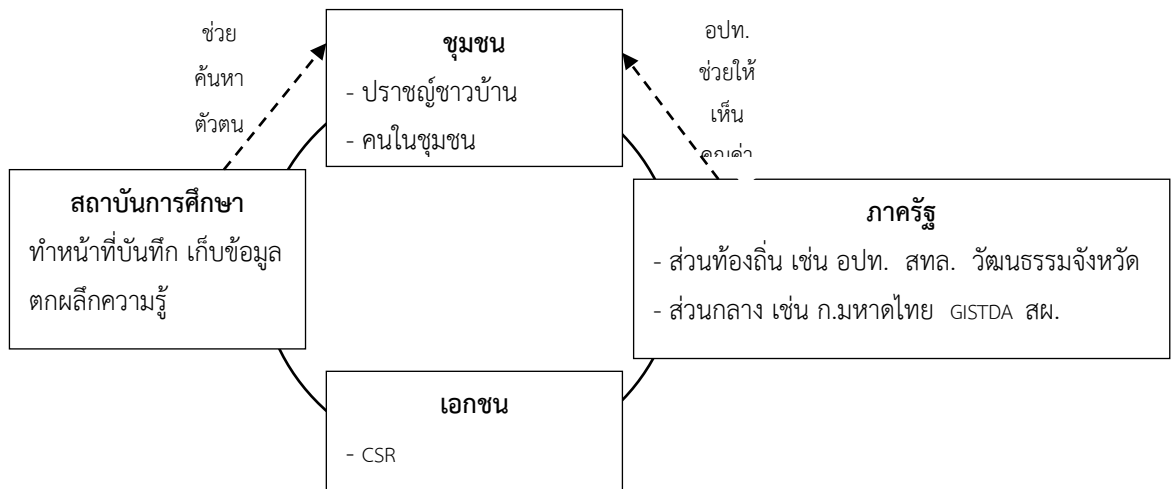 ช่วย
ค้นหา
ตัวตน
ชุมชน
- ปราชญ์ชาวบ้าน
- คนในชุมชน
อปท.
ช่วยให้
เห็น
คุณค่า
สถาบันการศึกษา
ทำหน้าที่บันทึก เก็บข้อมูล
ตกผลึกความรู้
ภาครัฐ
- ส่วนท้องถิ่น เช่น อปท. สทล. วัฒนธรรมจังหวัด
- ส่วนกลาง เช่น ก.มหาดไทย GISTDA สผ.
เอกชน
- CSR